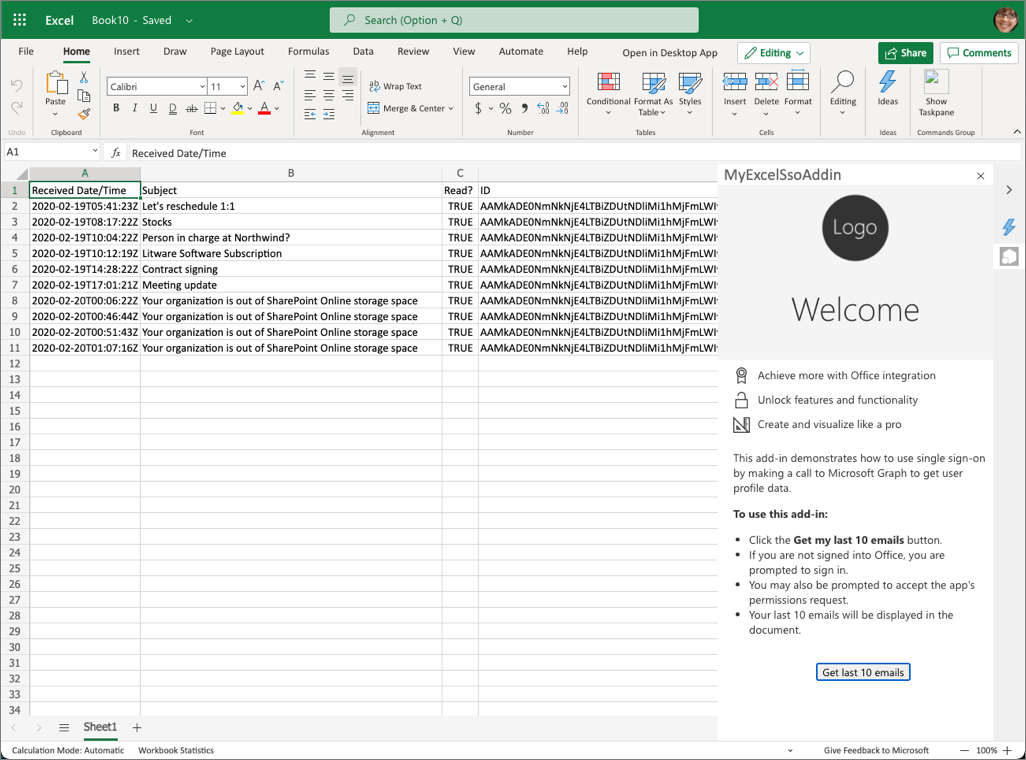 Excel Book10 - Saved Search (Option + Q)
File Home Insert Draw Page Layout Formulas Data Review View Automate Help Open in Desktop App Editing Share Comments
Calibri 11 Wrap Text General
Paste Conditional Format As Styles Insert Delete Format Editing Ideas Show
Table Taskpane
B I U D ab A Merge & Center $ % 9 .00 .00
Undo Clipboard Font Alignment Number Tables Cells Ideas Commands Group
A1 fx Received Date/Time
A B C
1 Received Date/Time Subject Read? ID
2 2020-02-19T05:41:23Z Let's reschedule 1:1 TRUE AAMkADE0NmNkNjE4LTBiZDUtNDliMi1hMjFmLWI
3 2020-02-19T08:17:22Z Stocks TRUE AAMkADE0NmNkNjE4LTBiZDUtNDliMi1hMjFmLWI
4 2020-02-19T10:04:22Z Person in charge at Northwind? TRUE AAMkADE0NmNkNjE4LTBiZDUtNDliMi1hMjFmLWI
5 2020-02-19T10:12:19Z Litware Software Subscription TRUE AAMkADE0NmNkNjE4LTBiZDUtNDliMi1hMjFmLWI
6 2020-02-19T14:28:22Z Contract signing TRUE AAMkADE0NmNkNjE4LTBiZDUtNDliMi1hMjFmLWI
7 2020-02-19T17:01:21Z Meeting update TRUE AAMkADE0NmNkNjE4LTBiZDUtNDliMi1hMjFmLWI
8 2020-02-20T00:06:22Z Your organization is out of SharePoint Online storage space TRUE AAMkADE0NmNkNjE4LTBiZDUtNDliMi1hMjFmLWI
9 2020-02-20T00:46:44Z Your organization is out of SharePoint Online storage space TRUE AAMkADE0NmNkNjE4LTBiZDUtNDliMi1hMjFmLWI
10 2020-02-20T00:51:43Z Your organization is out of SharePoint Online storage space TRUE AAMkADE0NmNkNjE4LTBiZDUtNDliMi1hMjFmLWI
11 2020-02-20T01:07:16Z Your organization is out of SharePoint Online storage space TRUE AAMkADE0NmNkNjE4LTBiZDUtNDliMi1hMjFmLWI
12
13
14
15
16
17
18
19
20
21
22
23
24
25
26
27
28
29
30
31
32
33
34
MyExcelSsoAddin
Logo
Welcome
Achieve more with Office integration
Unlock features and functionality
Create and visualize like a pro
This add-in demonstrates how to use single sign-on
by making a call to Microsoft Graph to get user
profile data.
To use this add-in:
• Click the Get my last 10 emails button.
• If you are not signed into Office, you are
prompted to sign in.
• You may also be prompted to accept the app's
permissions request.
• Your last 10 emails will be displayed in the
document.
Get last 10 emails
Sheet1
Calculation Mode: Automatic Workbook Statistics Give Feedback to Microsoft 100%